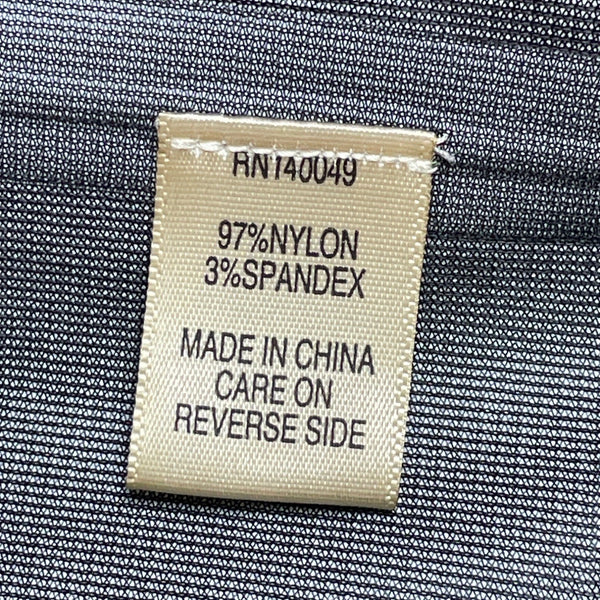 RN140049
97%NYLON
3%SPANDEX
MADE IN CHINA
CARE ON
REVERSE SIDE